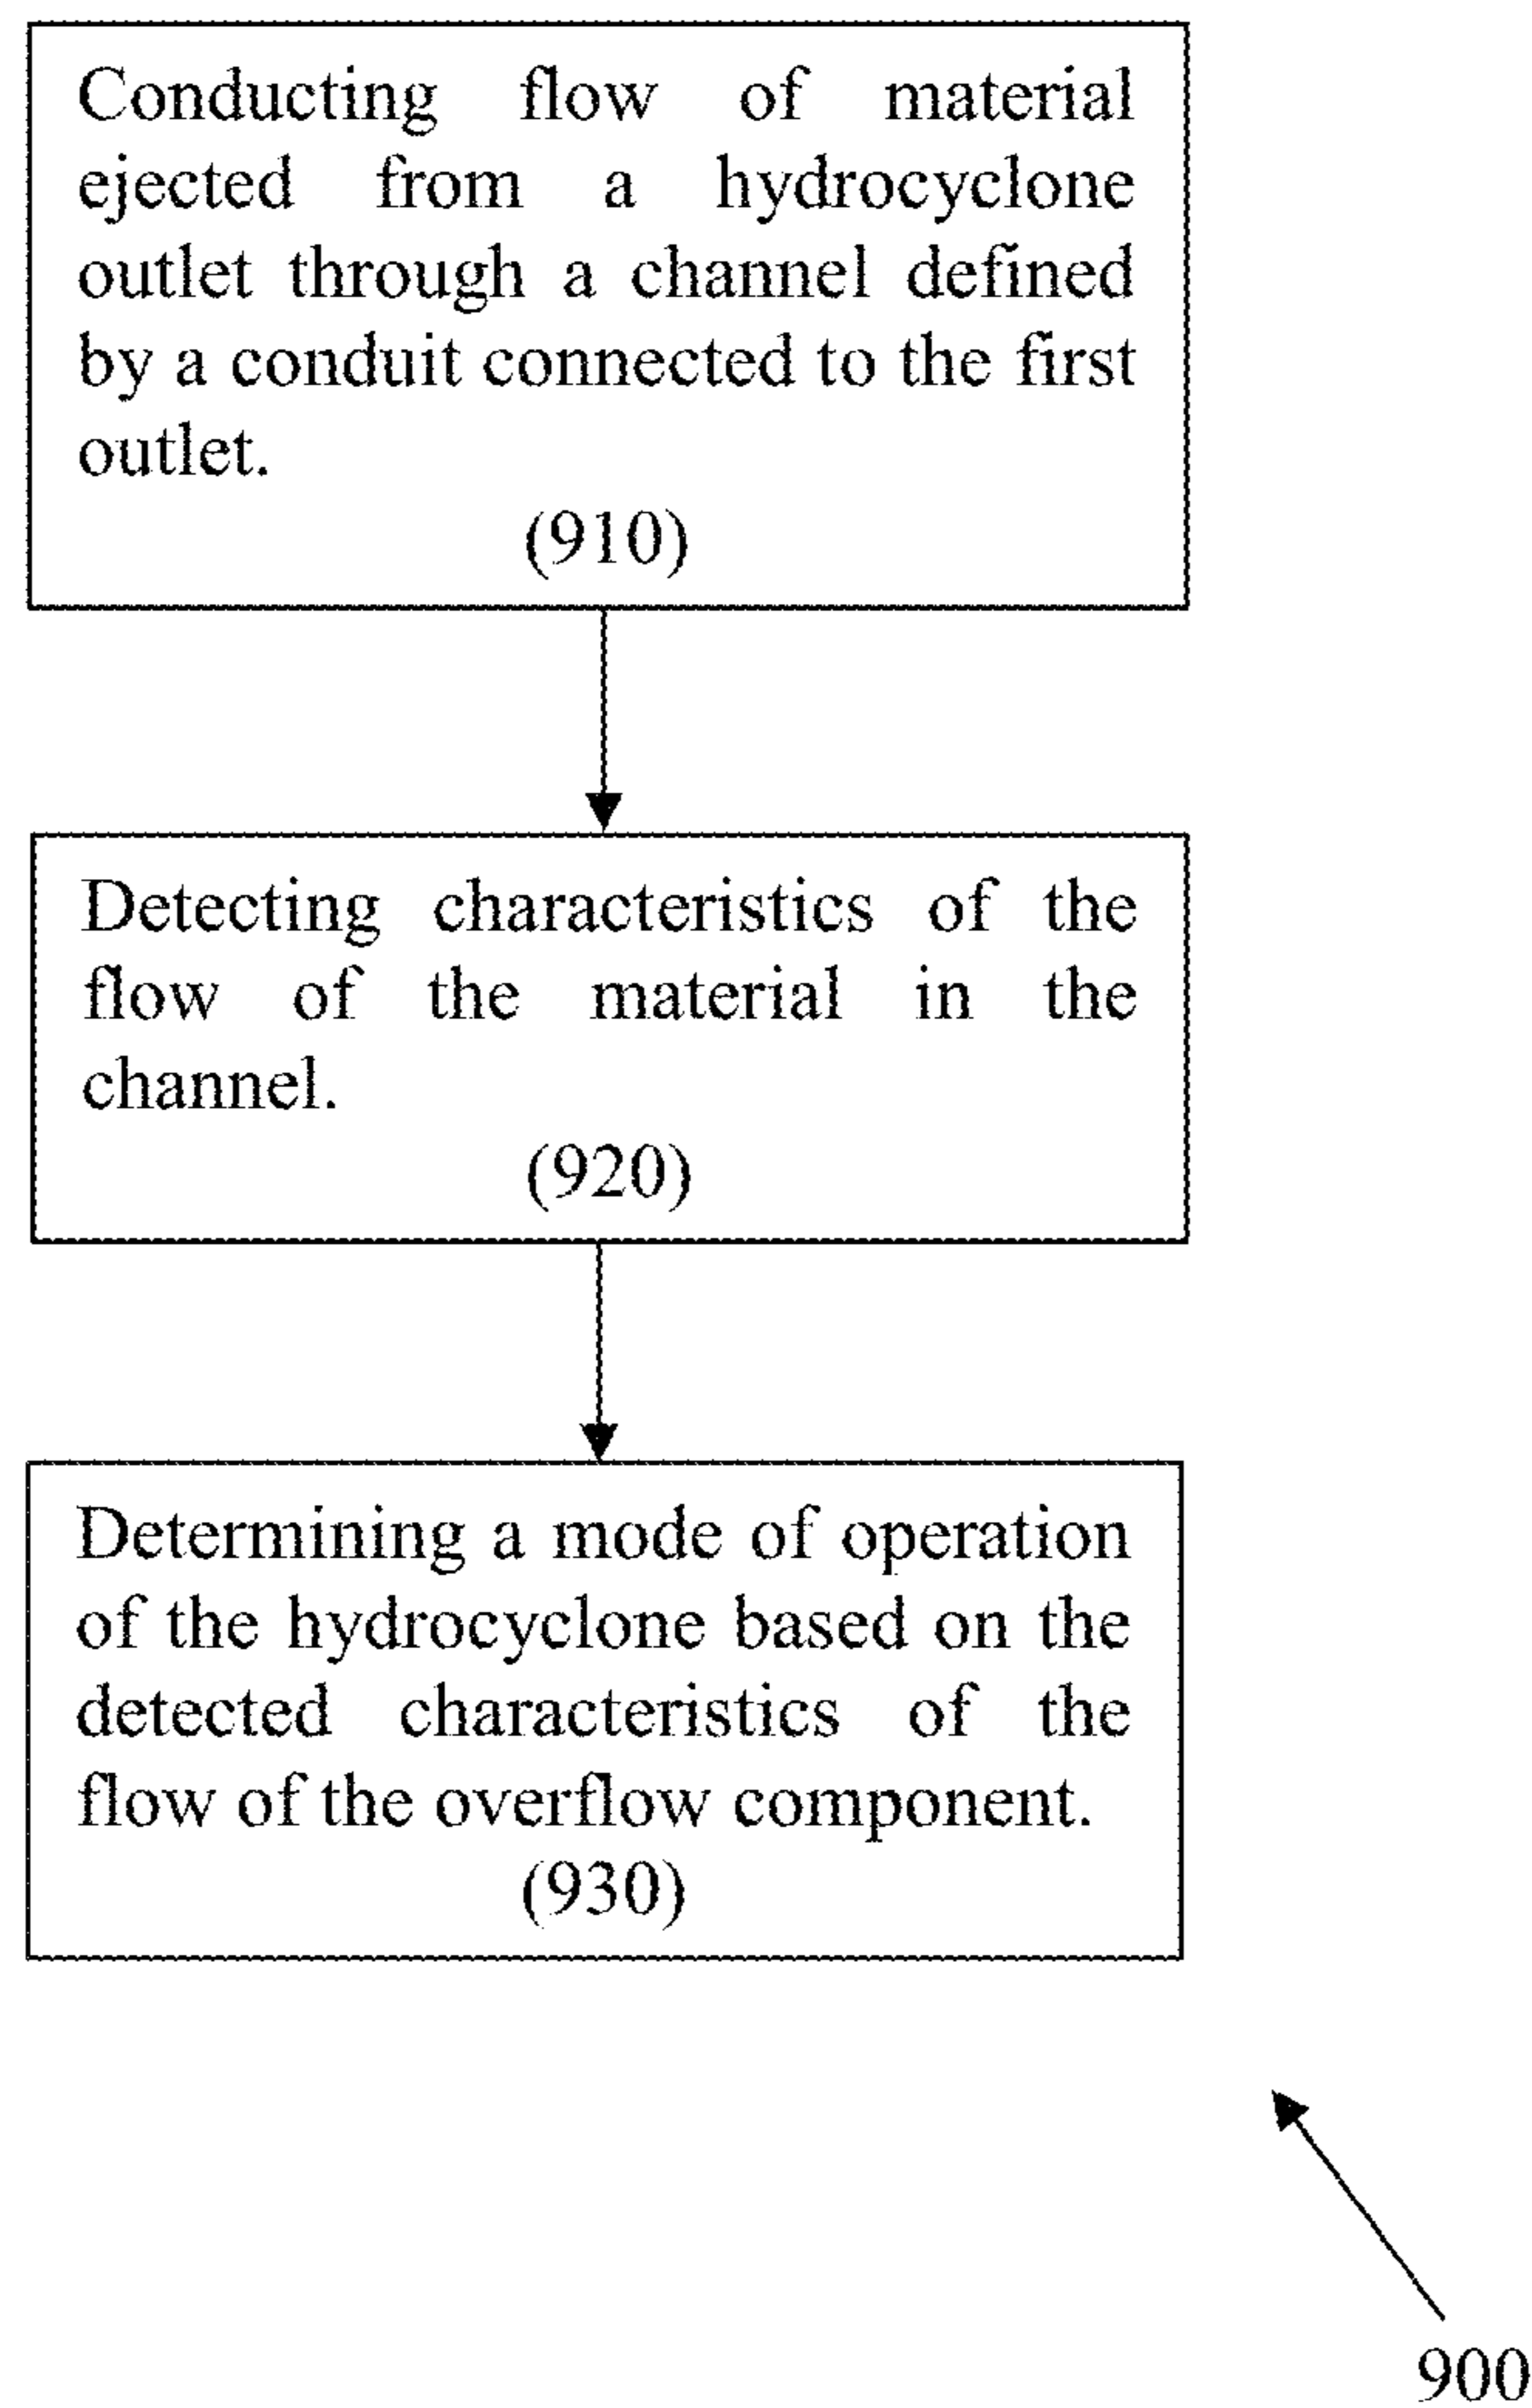 Conducting flow of material
ejected from a hydrocyclone
outlet through a channel defined
by a conduit connected to the first
outlet.
(910)
Detecting characteristics of the
flow of the material in the
channel.
(920)
Determining a mode of operation
of the hydrocyclone based on the
detected characteristics of the
flow of the overflow component.
(930)
900